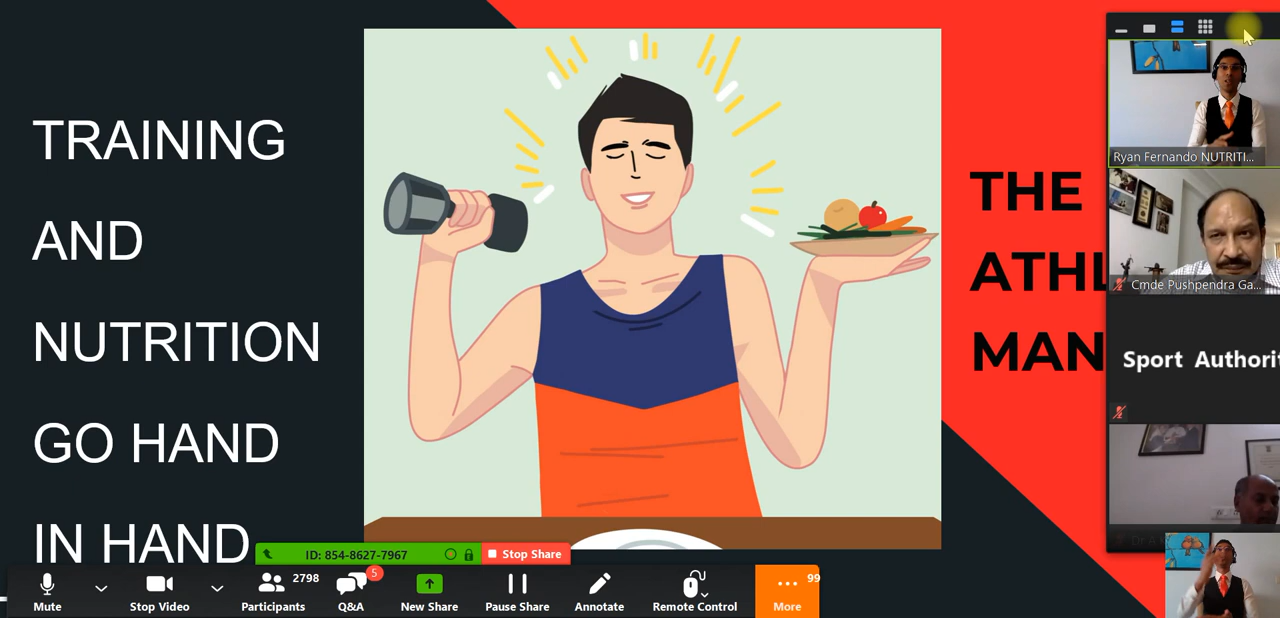 TRAINING
AND
NUTRITION
GO HAND
IN HAND
THE
ATHL
MAN
Ryan Fernando NUTRITI...
Cmde Pushpendra Ga...
Sport Authorit
ID: 854-8627-7967
Stop Share
2798
5
99
Mute
Stop Video
Participants
Q&A
New Share
Pause Share
Annotate
Remote Control
More